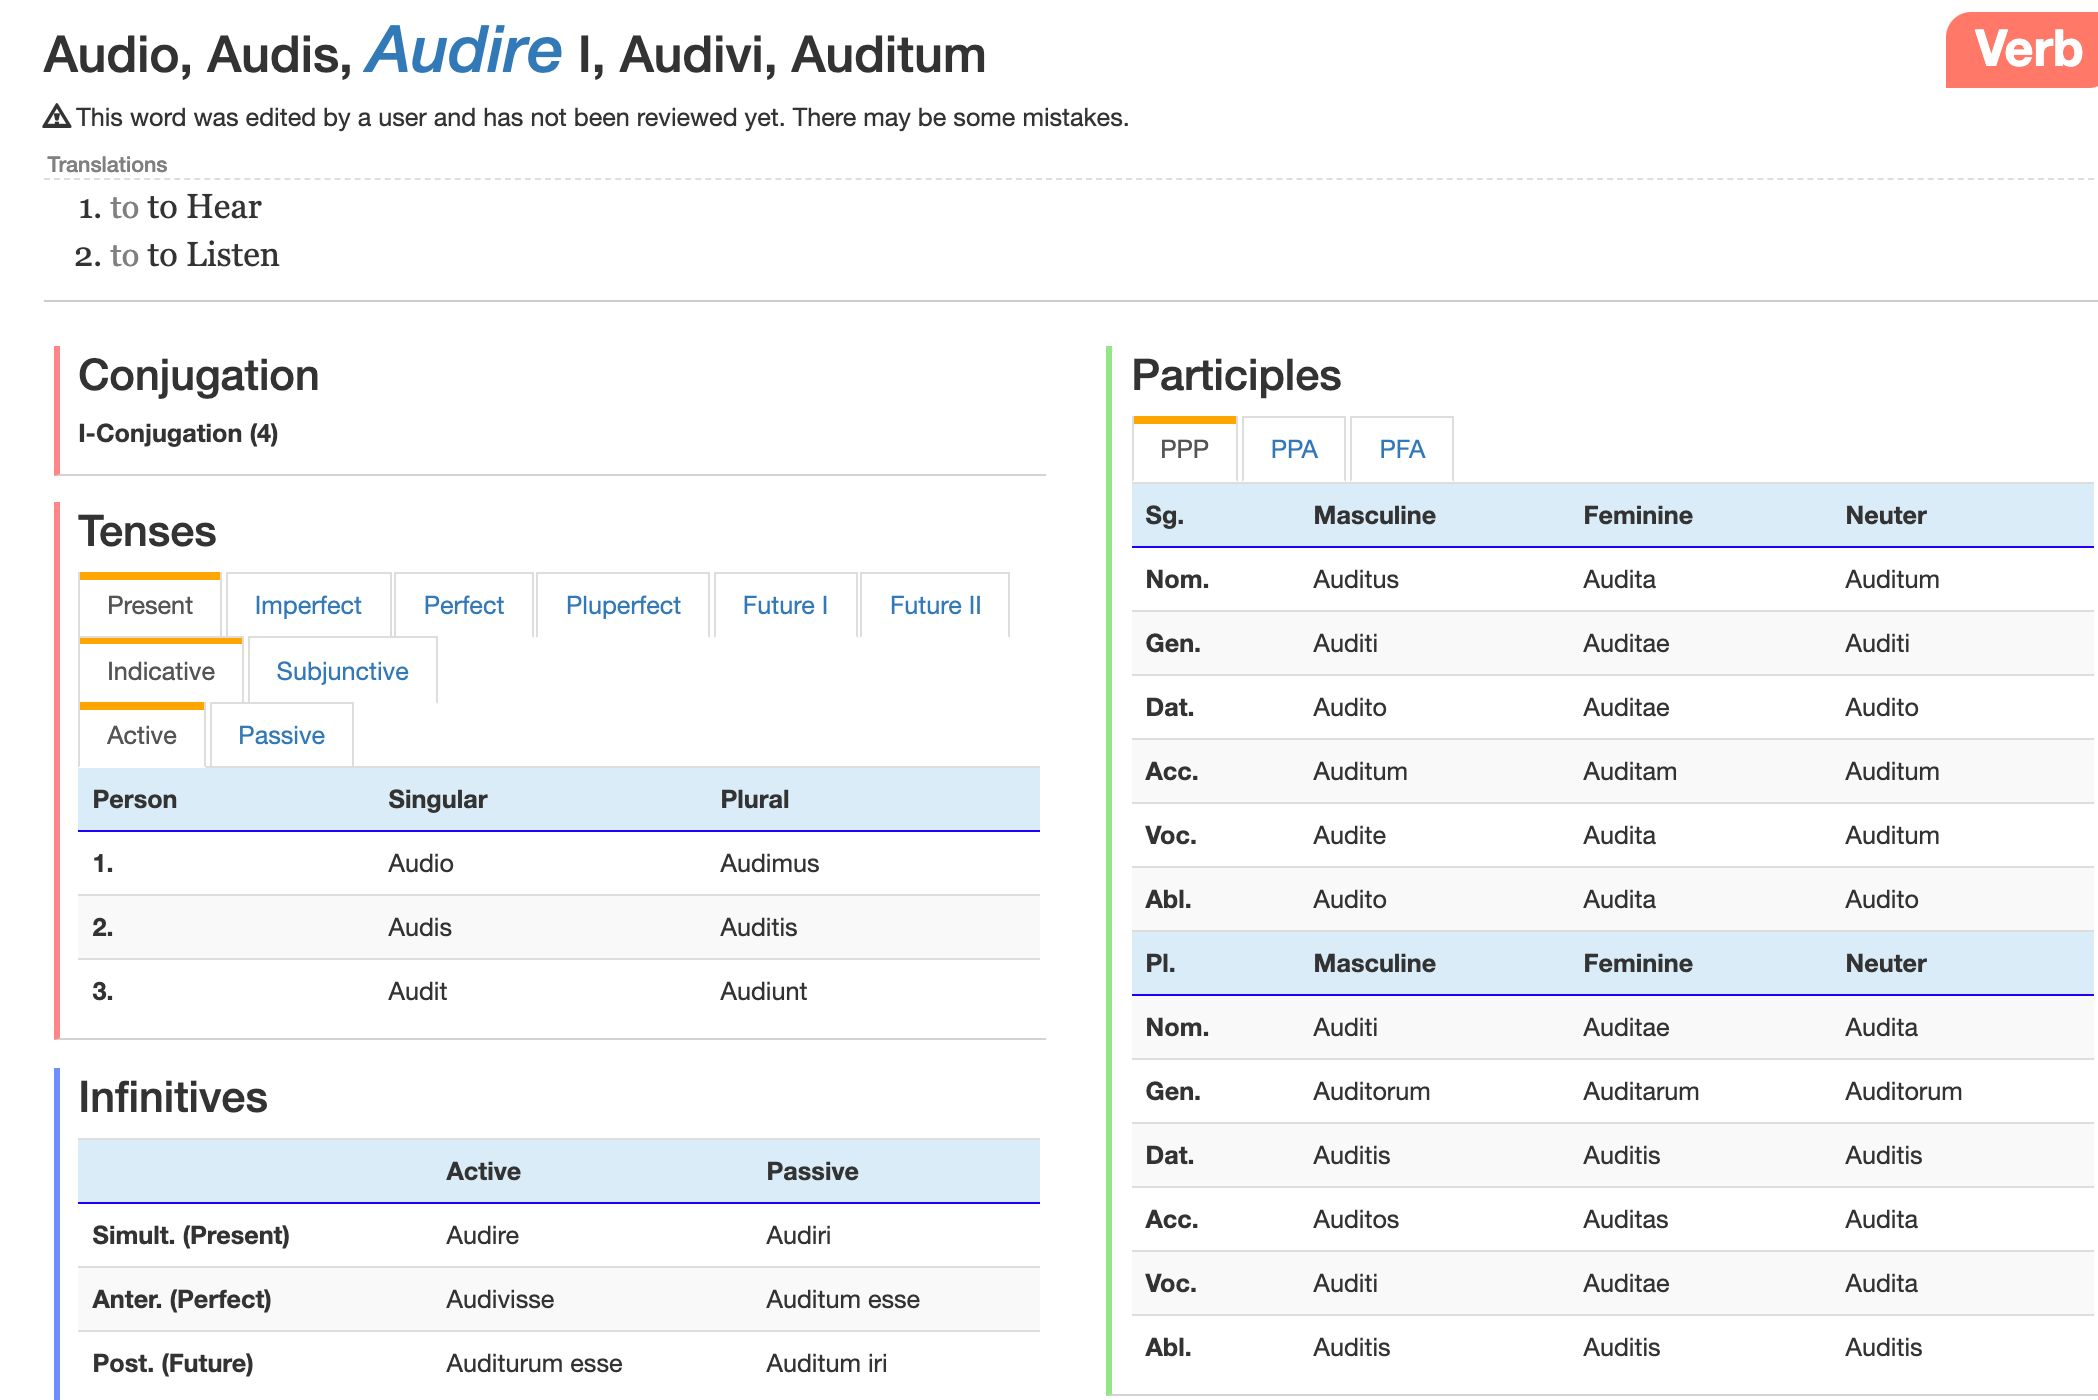 Audio, Audis, Audire I, Audivi, Auditum
Verb
This word was edited by a user and has not been reviewed yet. There may be some mistakes.
Translations
1. to to Hear
2. to to Listen
Conjugation
I-Conjugation (4)
Tenses
Present Imperfect Perfect Pluperfect Future I Future II
Indicative Subjunctive
Active Passive
Person Singular Plural
1. Audio Audimus
2. Audis Auditis
3. Audit Audiunt
Infinitives
Active Passive
Simult. (Present) Audire Audiri
Anter. (Perfect) Audivisse Auditum esse
Post. (Future) Auditurum esse Auditum iri
Participles
PPP PPA PFA
Sg. Masculine Feminine Neuter
Nom. Auditus Audita Auditum
Gen. Auditi Auditae Auditi
Dat. Audito Auditae Audito
Acc. Auditum Auditam Auditum
Voc. Audite Audita Auditum
Abl. Audito Audita Audito
Pl. Masculine Feminine Neuter
Nom. Auditi Auditae Audita
Gen. Auditorum Auditarum Auditorum
Dat. Auditis Auditis Auditis
Acc. Auditos Auditas Audita
Voc. Auditi Auditae Audita
Abl. Auditis Auditis Auditis